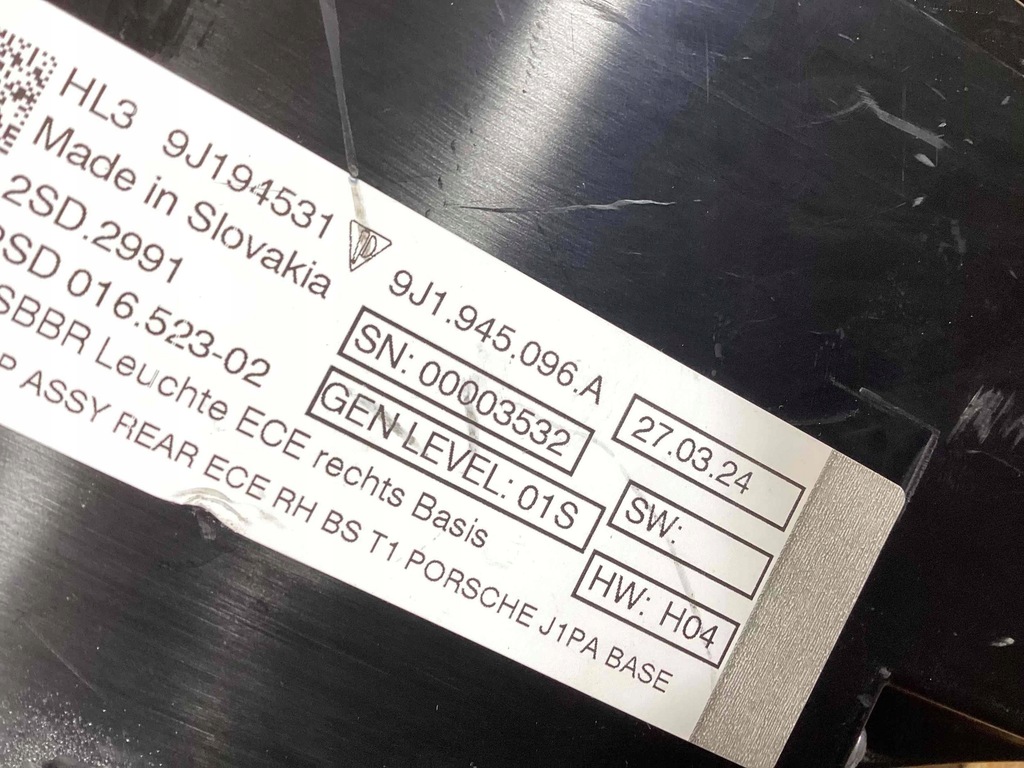 HL3 9J194531
9J1.945.096.A
Made in Slovakia
SN: 00003532
27.03.24
2SD.2991
GEN LEVEL: 01S
SW:
SD 016.523-02
HW: H04
SBBR Leuchte ECE rechts Basis
P ASSY REAR ECE RH BS T1 PORSCHE J1PA BASE